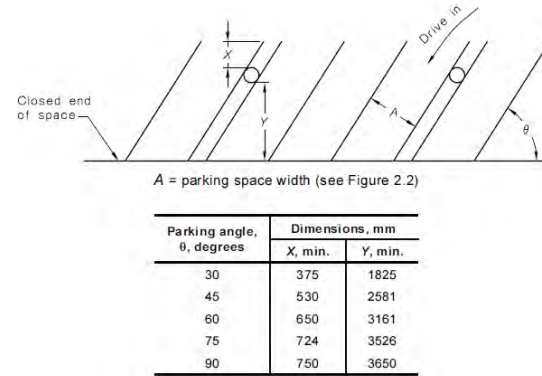 Drive in
X
Closed end
of space
Y
A
θ
A = parking space width (see Figure 2.2)
Parking angle, Dimensions, mm
θ, degrees X, min. Y, min.
30 375 1825
45 530 2581
60 650 3161
75 724 3526
90 750 3650